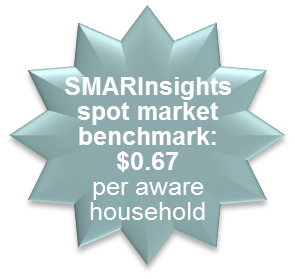 SMARInsights
spot market
benchmark:
$0.67
per aware
household